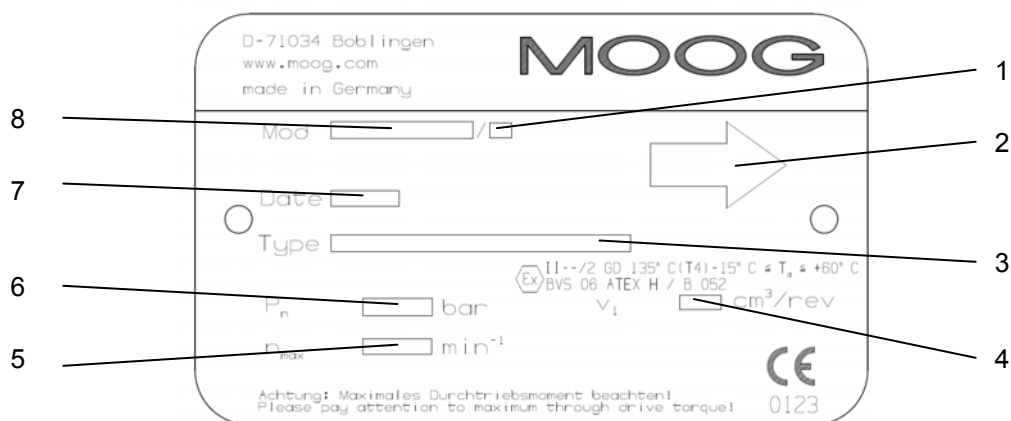 D-71034 Boblingen
www.moog.com
made in Germany
MOOG
1
8
Mod /
2
7
Date
Type
3
Ex II--/2 GD 135° C(T4)-15° C ≤ Ta ≤ +60° C
BVS 06 ATEX H / B 052
6
Pn bar V1 cm³/rev
5
nmax min-1
4
CE
0123
Achtung: Maximales Durchtriebsmoment beachten!
Please pay attention to maximum through drive torque!